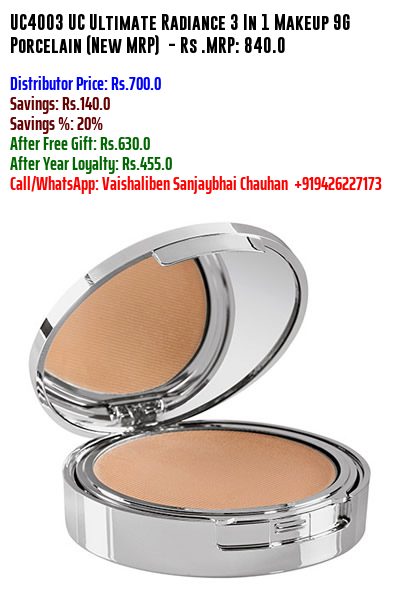 UC4003 UC Ultimate Radiance 3 In 1 Makeup 9G
Porcelain (New MRP) - Rs .MRP: 840.0
Distributor Price: Rs.700.0
Savings: Rs.140.0
Savings %: 20%
After Free Gift: Rs.630.0
After Year Loyalty: Rs.455.0
Call/WhatsApp: Vaishaliben Sanjaybhai Chauhan +919426227173